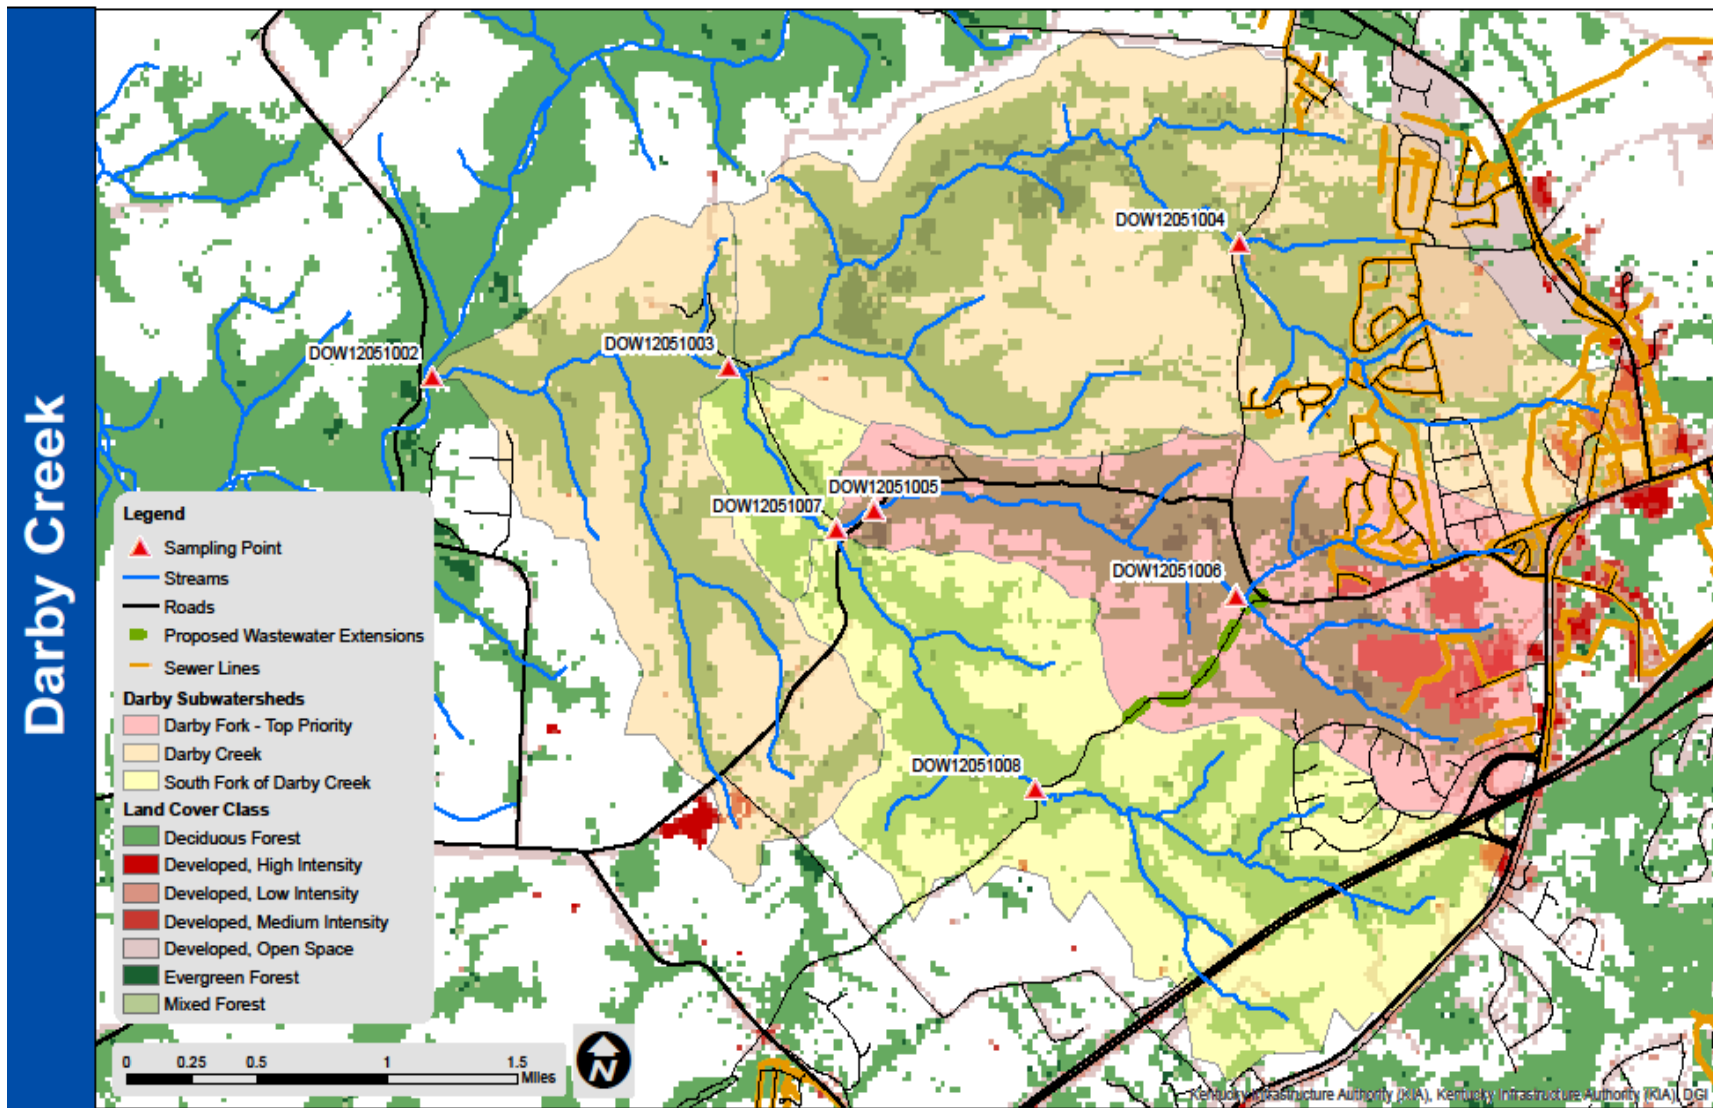 Darby Creek
DOW12051004
DOW12051003
DOW12051002
DOW12051005
DOW12051007
DOW12051006
DOW12051008
Legend
Sampling Point
Streams
Roads
Proposed Wastewater Extensions
Sewer Lines
Darby Subwatersheds
Darby Fork - Top Priority
Darby Creek
South Fork of Darby Creek
Land Cover Class
Deciduous Forest
Developed, High Intensity
Developed, Low Intensity
Developed, Medium Intensity
Developed, Open Space
Evergreen Forest
Mixed Forest
0 0.25 0.5 1 1.5
Miles
N
Kentucky Infrastructure Authority (KIA), Kentucky Infrastructure Authority (KIA), DGI